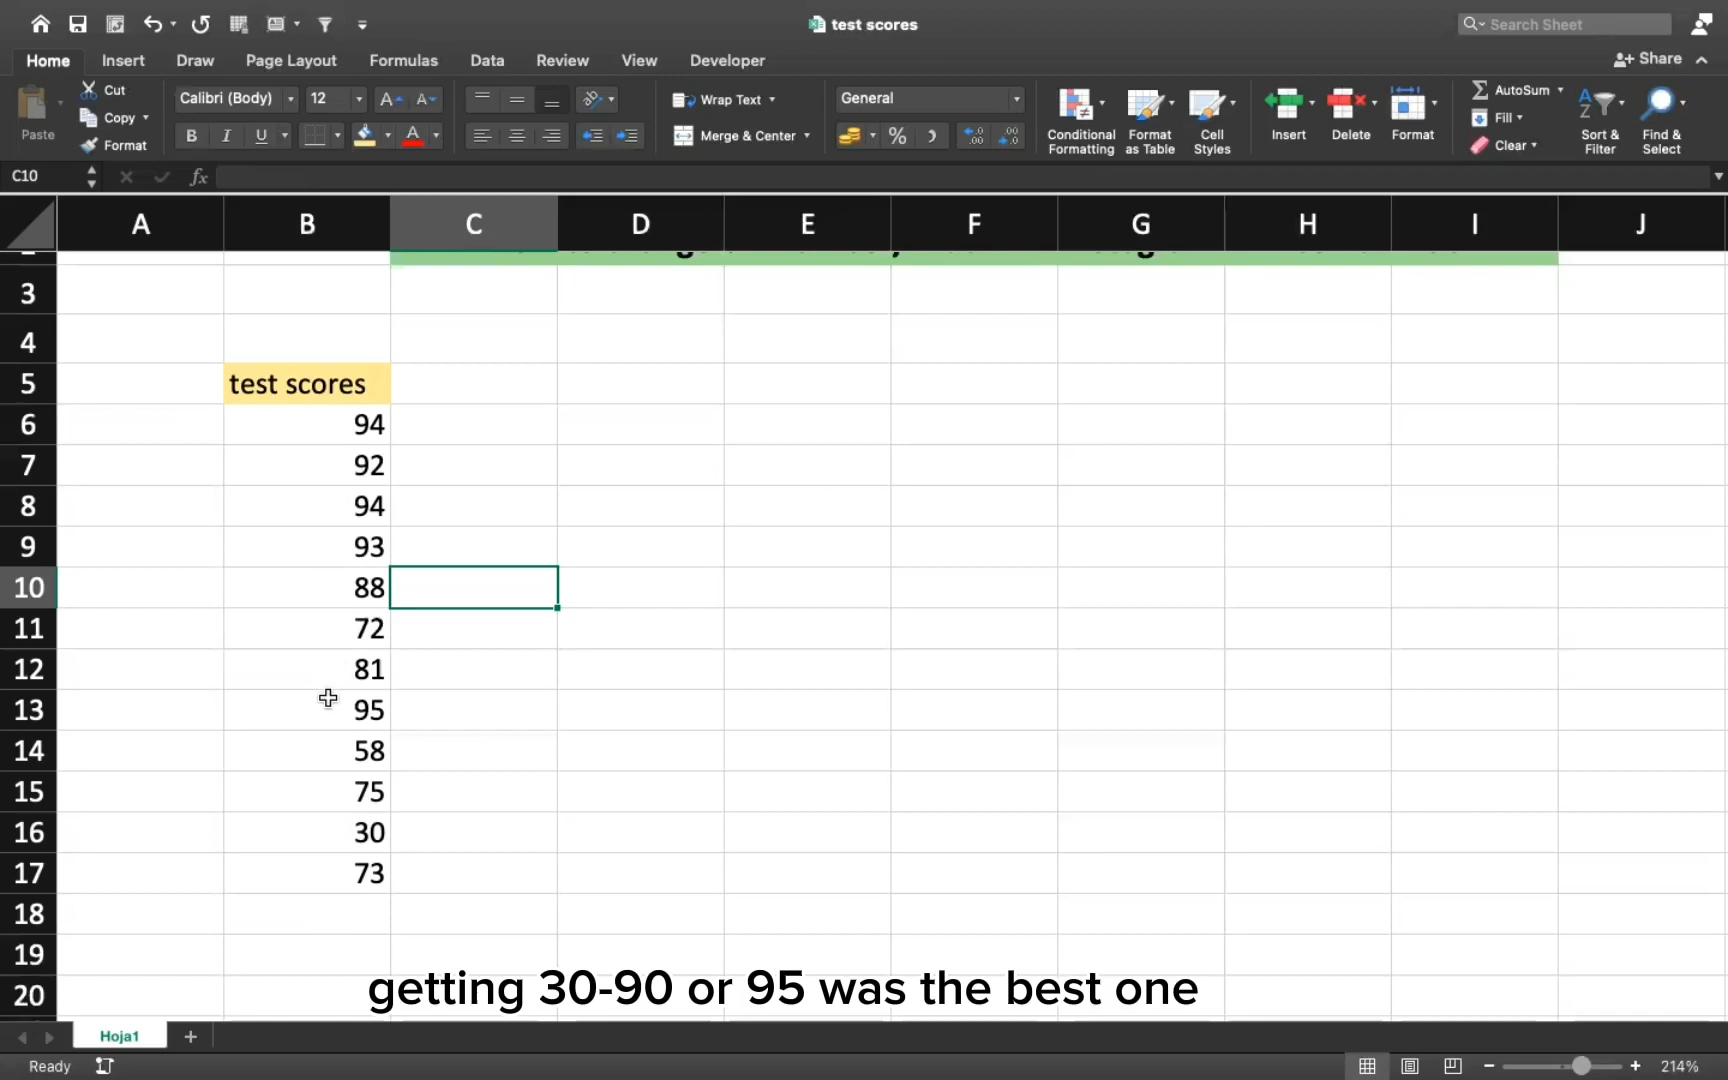 test scores
Search Sheet
Home Insert Draw Page Layout Formulas Data Review View Developer
Share
Paste
Cut
Copy
Format
Calibri (Body) 12
B I U
Wrap Text
Merge & Center
General
%
Conditional Formatting
Format as Table
Cell Styles
Insert
Delete
Format
AutoSum
Fill
Clear
Sort & Filter
Find & Select
C10
fx
A B C D E F G H I J
3
4
5 test scores
6 94
7 92
8 94
9 93
10 88
11 72
12 81
13 95
14 58
15 75
16 30
17 73
18
19
20
getting 30-90 or 95 was the best one
Hoja1
Ready
214%